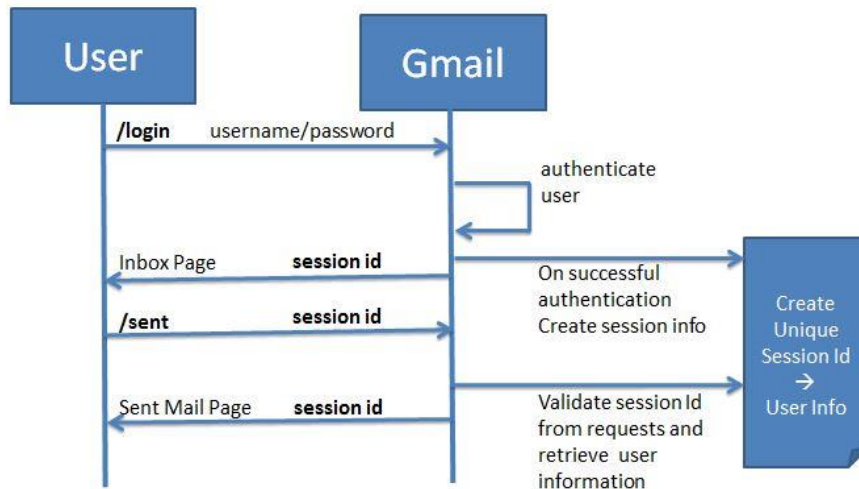 User
Gmail
/login username/password
authenticate
user
Inbox Page session id
On successful
authentication
Create session info
/sent session id
Create
Unique
Session Id
→
User Info
Sent Mail Page session id
Validate session Id
from requests and
retrieve user
information